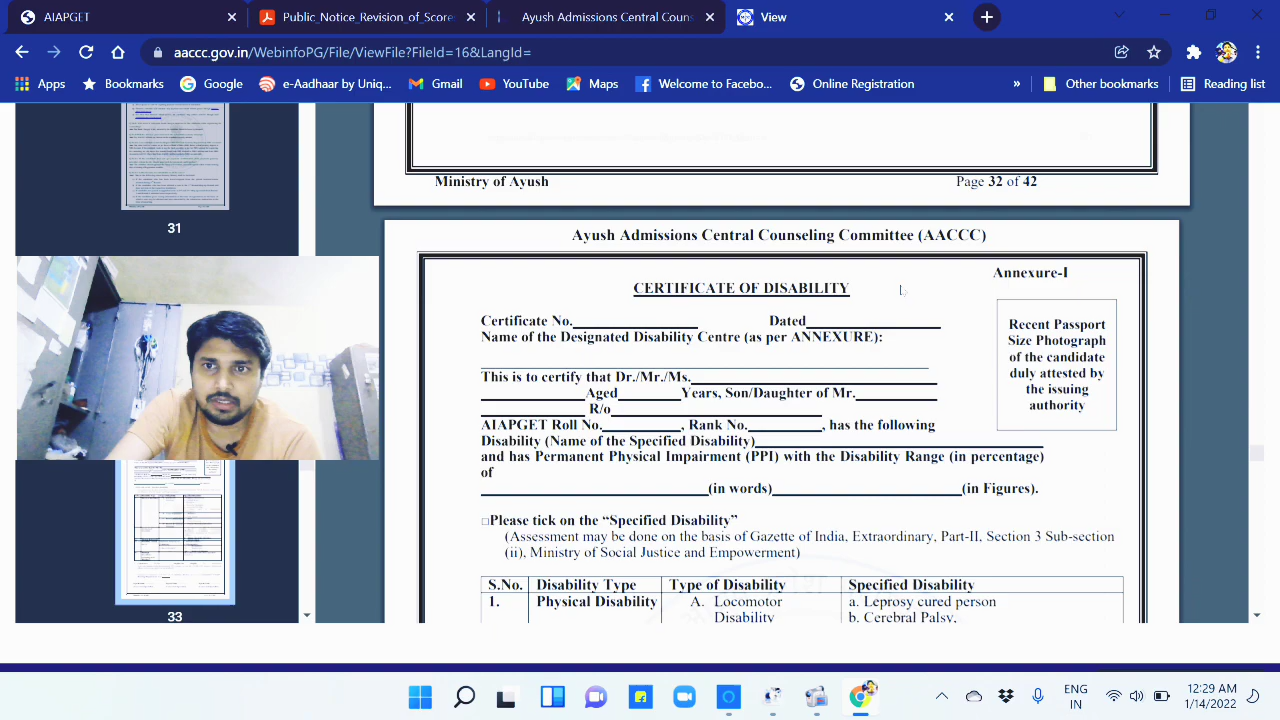 AIAPGET
Public_Notice_Revision_of_Score
Ayush Admissions Central Couns
View
aaccc.gov.in/WebinfoPG/File/ViewFile?FileId=16&LangId=
Apps
Bookmarks
Google
e-Aadhaar by Uniq...
Gmail
YouTube
Maps
Welcome to Facebo...
Online Inspection
»
Other bookmarks
Reading list
31
33
Ministry of Ayush
Page 32 of 42
Ayush Admissions Central Counseling Committee (AACCC)
Annexure-I
CERTIFICATE OF DISABILITY
Certificate No. Dated
Name of the Designated Disability Centre (as per ANNEXURE):
This is to certify that Dr./Mr./Ms.
Aged Years, Son/Daughter of Mr.
R/o
AIAPGET Roll No. , Rank No. , has the following
Disability (Name of the Specified Disability)
and has Permanent Physical Impairment (PPI) with the Disability Range (in percentage)
of
(in words) (in Figures).
Recent Passport
Size Photograph
of the candidate
duly attested by
the issuing
authority
Please tick on the “Specified Disability”
(Assessment may be done on the basis of Gazette of India, Extraordinary, Part-II, Section 3, Sub-section
(ii), Ministry of Social Justice and Empowerment)
S.No. Disability Type Type of Disability Specified Disability
1. Physical Disability A. Locomotor Disability a. Leprosy cured person
b. Cerebral Palsy,
ENG
IN
12:29 AM
1/14/2022